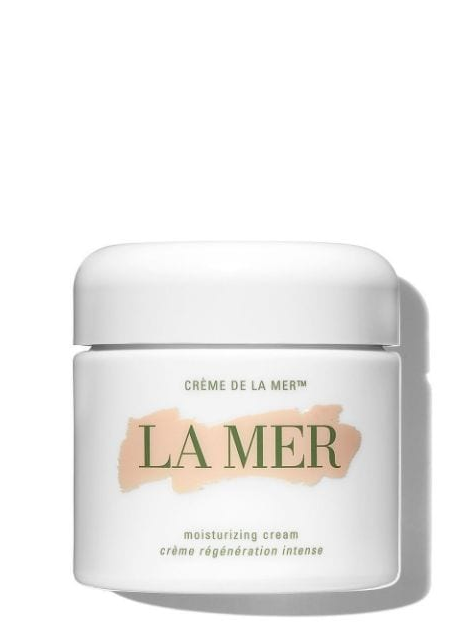 CRÈME DE LA MER™
LA MER
moisturizing cream
crème régénération intense